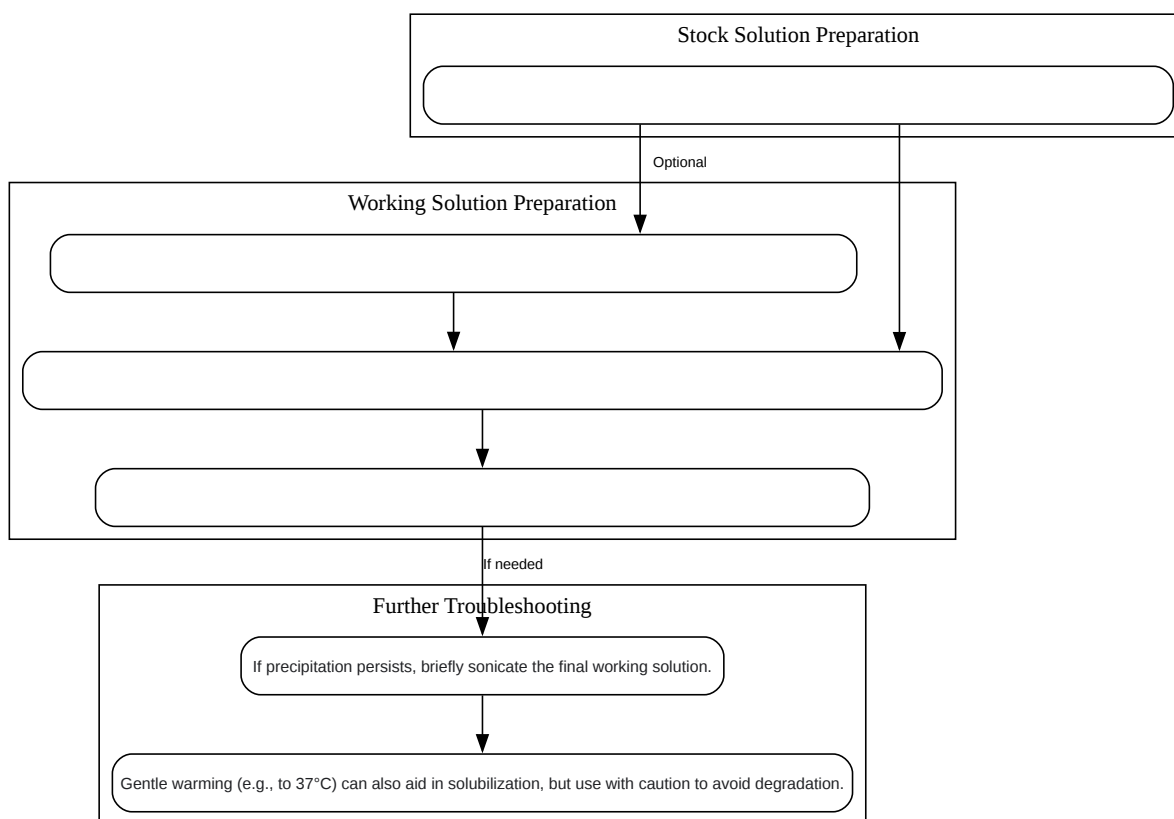 Stock Solution Preparation
Optional
Working Solution Preparation
If needed
Further Troubleshooting
If precipitation persists, briefly sonicate the final working solution.
Gentle warming (e.g., to 37°C) can also aid in solubilization, but use with caution to avoid degradation.